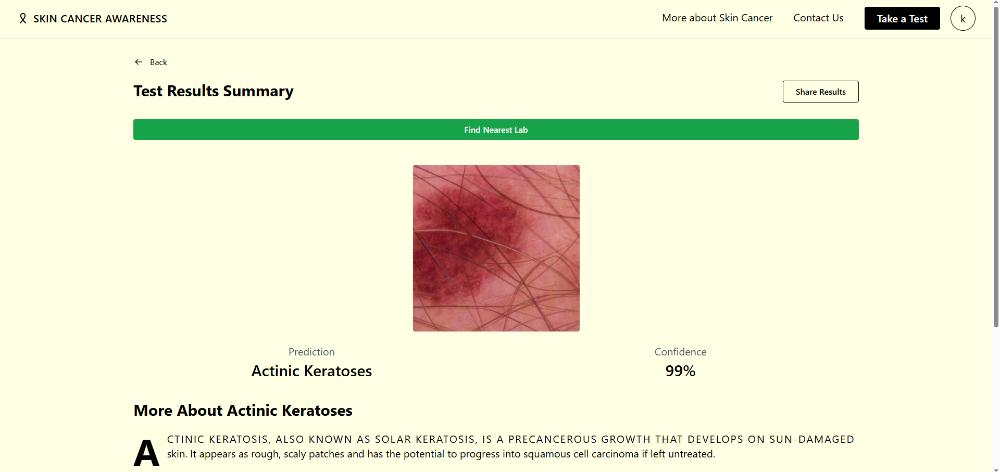 SKIN CANCER AWARENESS
More about Skin Cancer
Contact Us
Take a Test
k
Back
Test Results Summary
Share Results
Find Nearest Lab
Prediction
Actinic Keratoses
Confidence
99%
More About Actinic Keratoses
ACTINIC KERATOSIS, ALSO KNOWN AS SOLAR KERATOSIS, IS A PRECANCEROUS GROWTH THAT DEVELOPS ON SUN-DAMAGED
skin. It appears as rough, scaly patches and has the potential to progress into squamous cell carcinoma if left untreated.